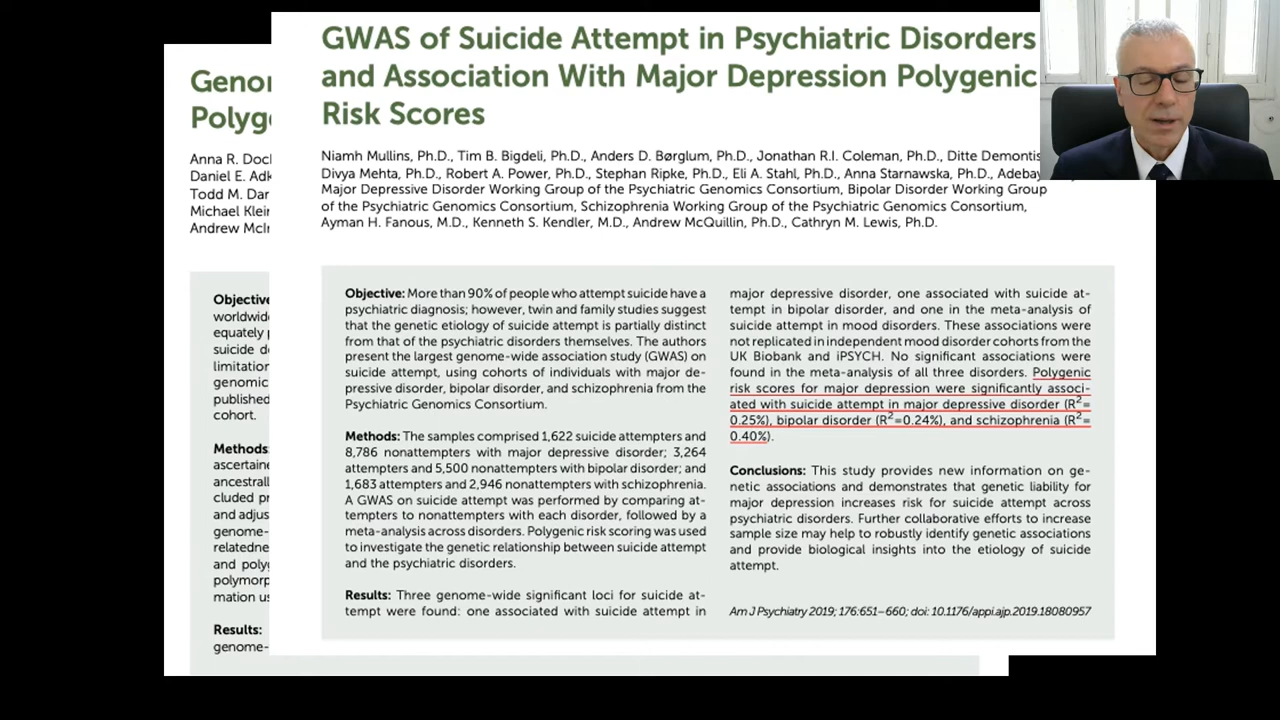 GWAS of Suicide Attempt in Psychiatric Disorders
and Association With Major Depression Polygenic
Risk Scores
Niamh Mullins, Ph.D., Tim B. Bigdeli, Ph.D., Anders D. Børglum, Ph.D., Jonathan R.I. Coleman, Ph.D., Ditte Demontis
Divya Mehta, Ph.D., Robert A. Power, Ph.D., Stephan Ripke, Ph.D., Eli A. Stahl, Ph.D., Anna Starnawska, Ph.D., Adebay
Major Depressive Disorder Working Group of the Psychiatric Genomics Consortium, Bipolar Disorder Working Group
of the Psychiatric Genomics Consortium, Schizophrenia Working Group of the Psychiatric Genomics Consortium,
Ayman H. Fanous, M.D., Kenneth S. Kendler, M.D., Andrew McQuillin, Ph.D., Cathryn M. Lewis, Ph.D.
Objective: More than 90% of people who attempt suicide have a
psychiatric diagnosis; however, twin and family studies suggest
that the genetic etiology of suicide attempt is partially distinct
from that of the psychiatric disorders themselves. The authors
present the largest genome-wide association study (GWAS) on
suicide attempt, using cohorts of individuals with major de-
pressive disorder, bipolar disorder, and schizophrenia from the
Psychiatric Genomics Consortium.
Methods: The samples comprised 1,622 suicide attempters and
8,786 nonattempters with major depressive disorder; 3,264
attempters and 5,500 nonattempters with bipolar disorder; and
1,683 attempters and 2,946 nonattempters with schizophrenia.
A GWAS on suicide attempt was performed by comparing at-
tempters to nonattempters with each disorder, followed by a
meta-analysis across disorders. Polygenic risk scoring was used
to investigate the genetic relationship between suicide attempt
and the psychiatric disorders.
Results: Three genome-wide significant loci for suicide at-
tempt were found: one associated with suicide attempt in
major depressive disorder, one associated with suicide at-
tempt in bipolar disorder, and one in the meta-analysis of
suicide attempt in mood disorders. These associations were
not replicated in independent mood disorder cohorts from the
UK Biobank and iPSYCH. No significant associations were
found in the meta-analysis of all three disorders. Polygenic
risk scores for major depression were significantly associ-
ated with suicide attempt in major depressive disorder (R²=
0.25%), bipolar disorder (R²=0.24%), and schizophrenia (R²=
0.40%).
Conclusions: This study provides new information on ge-
netic associations and demonstrates that genetic liability for
major depression increases risk for suicide attempt across
psychiatric disorders. Further collaborative efforts to increase
sample size may help to robustly identify genetic associations
and provide biological insights into the etiology of suicide
attempt.
Am J Psychiatry 2019; 176:651–660; doi: 10.1176/appi.ajp.2019.18080957
Genor
Polyge
Anna R. Doch
Daniel E. Adk
Todd M. Dar
Michael Klein
Andrew McIn
Objective
worldwide
equately p
suicide de
limitation
genomic
published
cohort.
Methods:
ascertaine
ancestrall
cluded pr
and adjus
genome-
relatedne
and polyg
polymorp
mation us
Results:
genome-